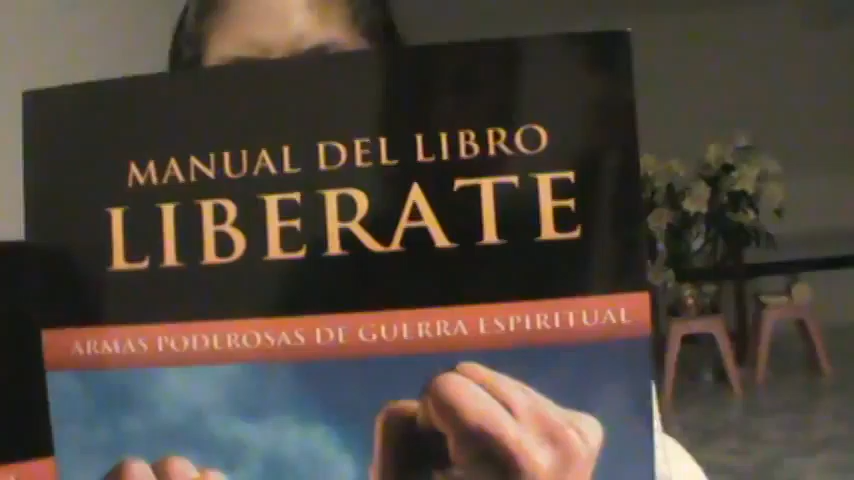 MANUAL DEL LIBRO
LIBERATE
ARMAS PODEROSAS DE GUERRA ESPIRITUAL